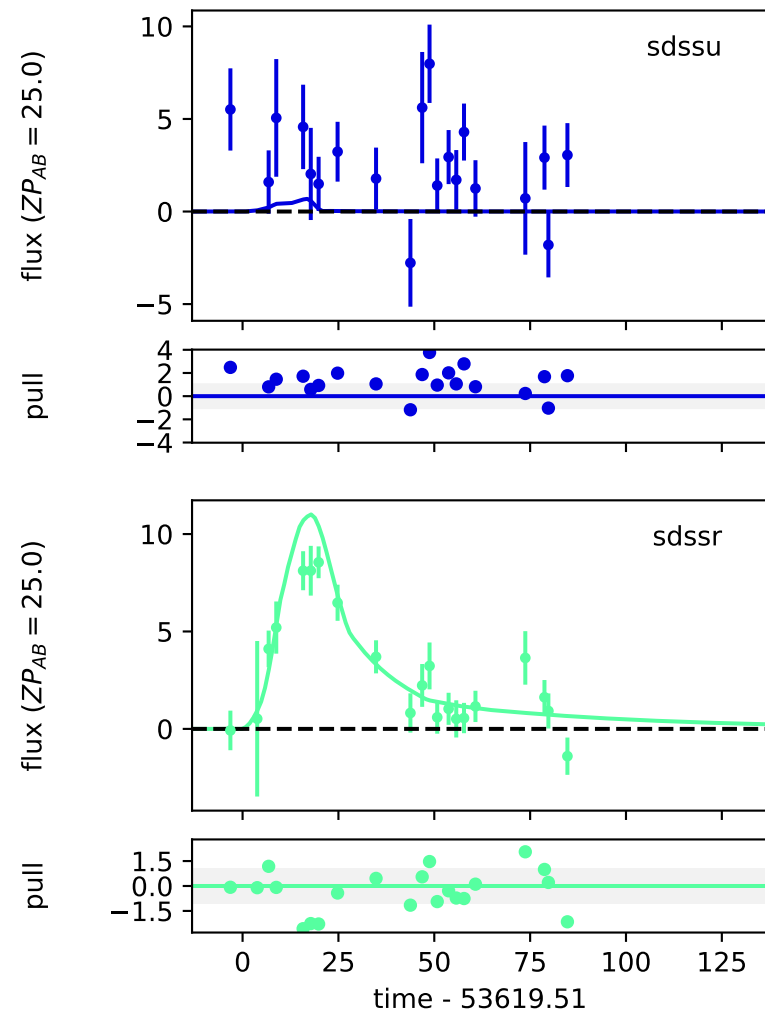 10
5
0
−5
flux (ZP_AB = 25.0)
sdssu
4
2
0
−2
−4
pull
10
5
0
flux (ZP_AB = 25.0)
sdssr
1.5
0.0
−1.5
pull
0 25 50 75 100 125
time - 53619.51